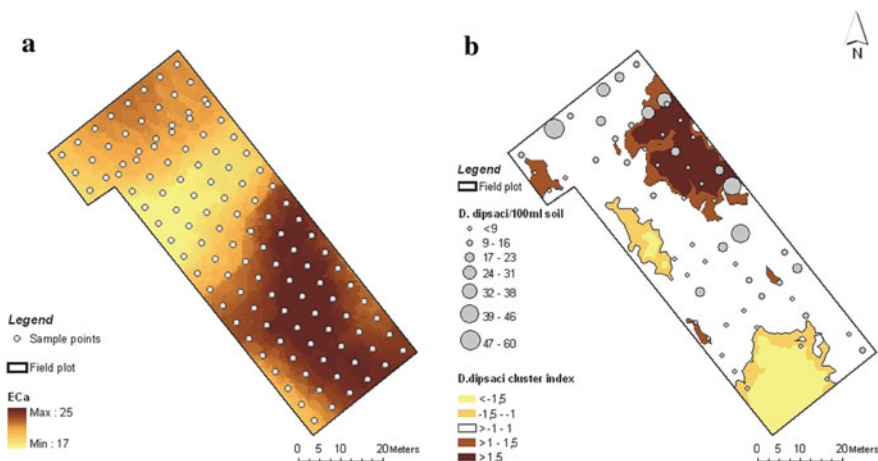 a
Legend
Sample points
Field plot
ECa
Max : 25
Min : 17
0 5 10 20 Meters
b
N
Legend
Field plot
D. dipsaci/100ml soil
<9
9 - 16
17 - 23
24 - 31
32 - 38
39 - 46
47 - 60
D.dipsaci cluster index
<-1,5
-1,5 - -1
>-1 - 1
>1 - 1,5
>1,5
0 5 10 20 Meters